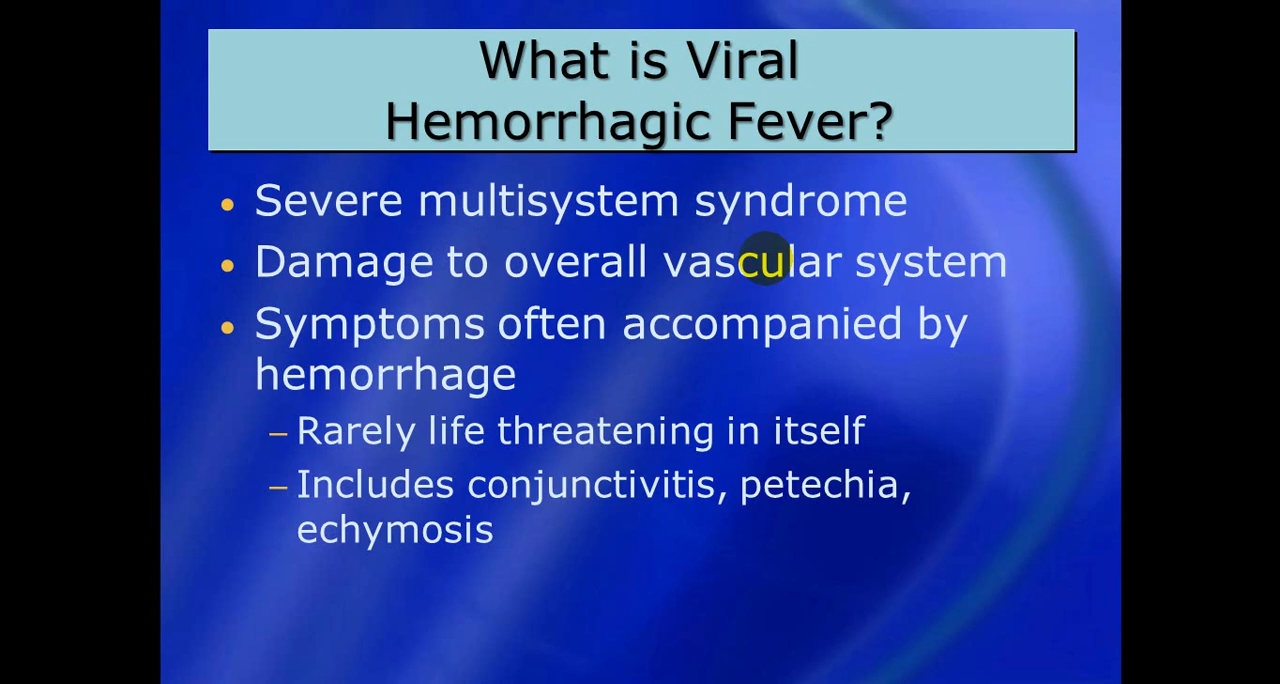 What is Viral
Hemorrhagic Fever?
• Severe multisystem syndrome
• Damage to overall vascular system
• Symptoms often accompanied by
hemorrhage
– Rarely life threatening in itself
– Includes conjunctivitis, petechia,
echymosis